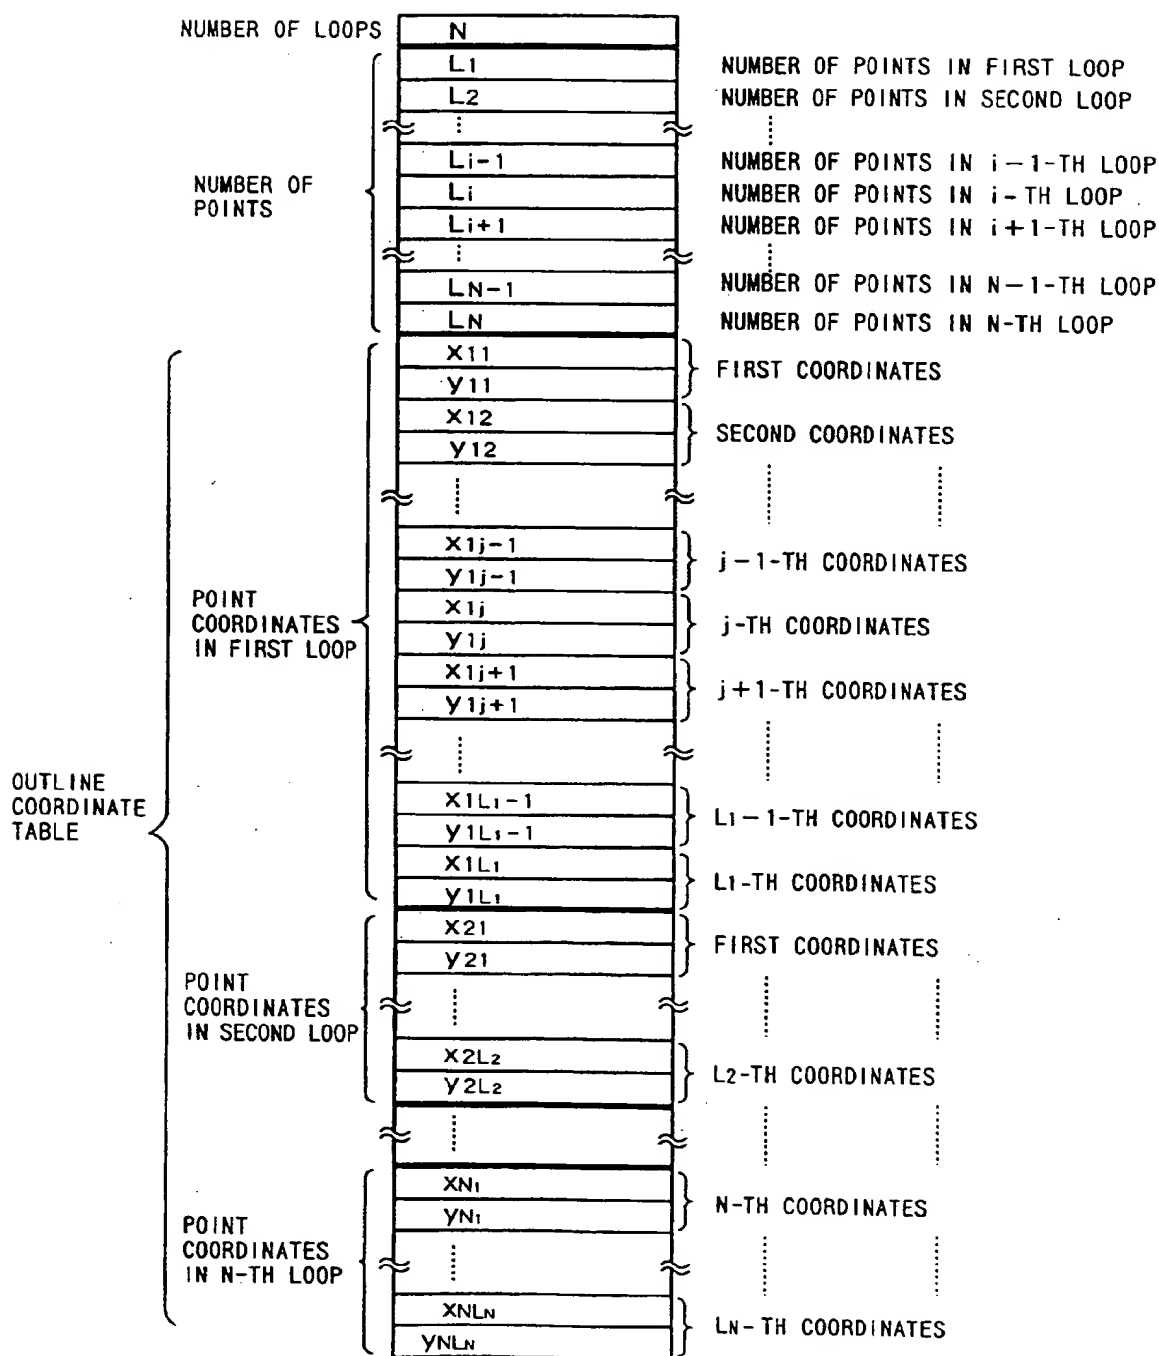 NUMBER OF LOOPS N
L1 NUMBER OF POINTS IN FIRST LOOP
L2 NUMBER OF POINTS IN SECOND LOOP
Li-1 NUMBER OF POINTS IN i-1-TH LOOP
NUMBER OF
POINTS
Li NUMBER OF POINTS IN i-TH LOOP
Li+1 NUMBER OF POINTS IN i+1-TH LOOP
LN-1 NUMBER OF POINTS IN N-1-TH LOOP
LN NUMBER OF POINTS IN N-TH LOOP
X11
FIRST COORDINATES
y11
X12
SECOND COORDINATES
y12
X1j-1
j-1-TH COORDINATES
y1j-1
POINT
COORDINATES
IN FIRST LOOP
X1j
j-TH COORDINATES
y1j
X1j+1
j+1-TH COORDINATES
y1j+1
OUTLINE
COORDINATE
TABLE
X1L1-1
L1-1-TH COORDINATES
y1L1-1
X1L1
L1-TH COORDINATES
y1L1
X21
FIRST COORDINATES
y21
POINT
COORDINATES
IN SECOND LOOP
X2L2
L2-TH COORDINATES
y2L2
XN1
N-TH COORDINATES
yN1
POINT
COORDINATES
IN N-TH LOOP
XNLN
LN-TH COORDINATES
yNLN